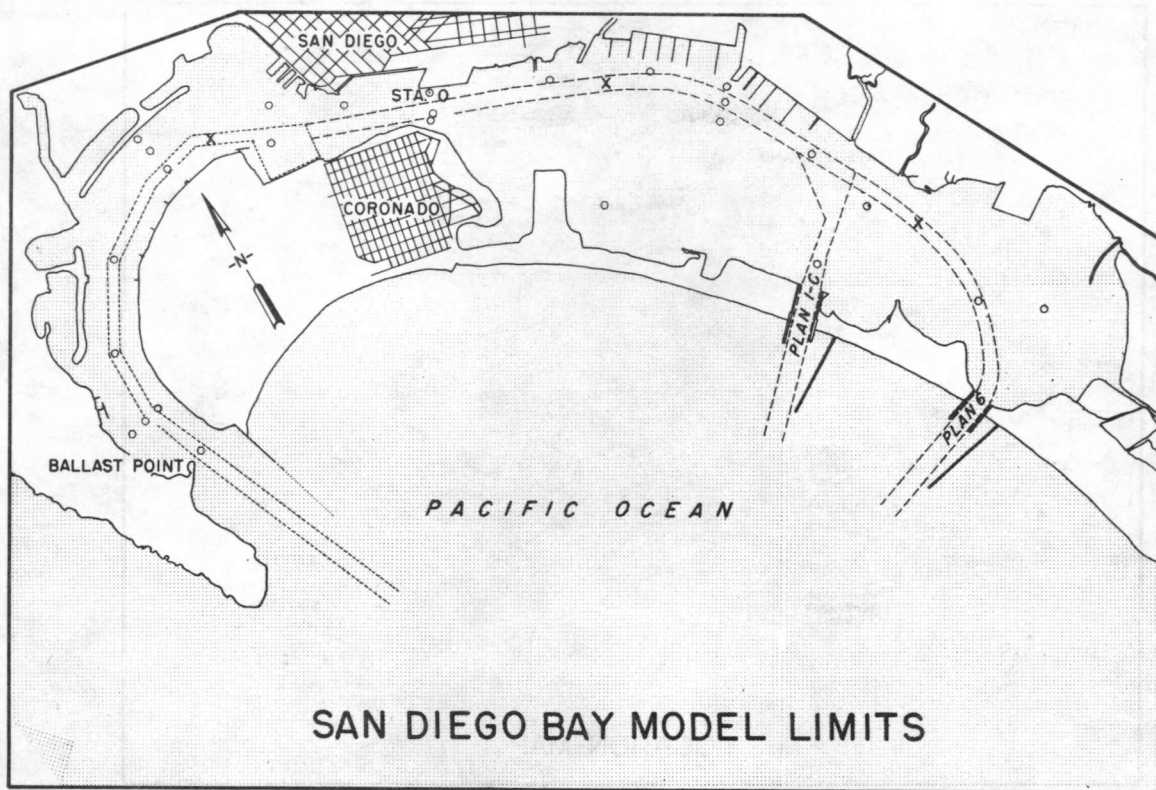 SAN DIEGO
STA. O
X
X
CORONADO
-N-
X
PLAN 1-C
PLAN 6
BALLAST POINT
PACIFIC OCEAN
SAN DIEGO BAY MODEL LIMITS